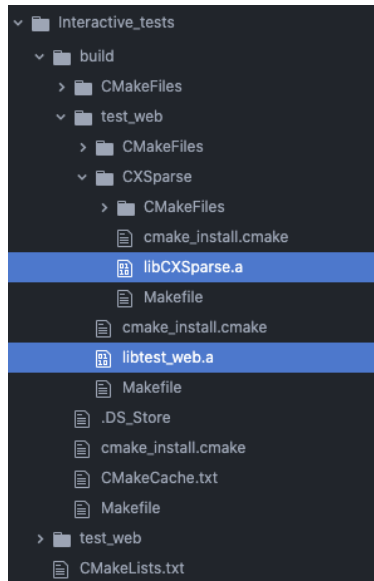 Interactive_tests
build
CMakeFiles
test_web
CMakeFiles
CXSparse
CMakeFiles
cmake_install.cmake
libCXSparse.a
Makefile
cmake_install.cmake
libtest_web.a
Makefile
.DS_Store
cmake_install.cmake
CMakeCache.txt
Makefile
test_web
CMakeLists.txt